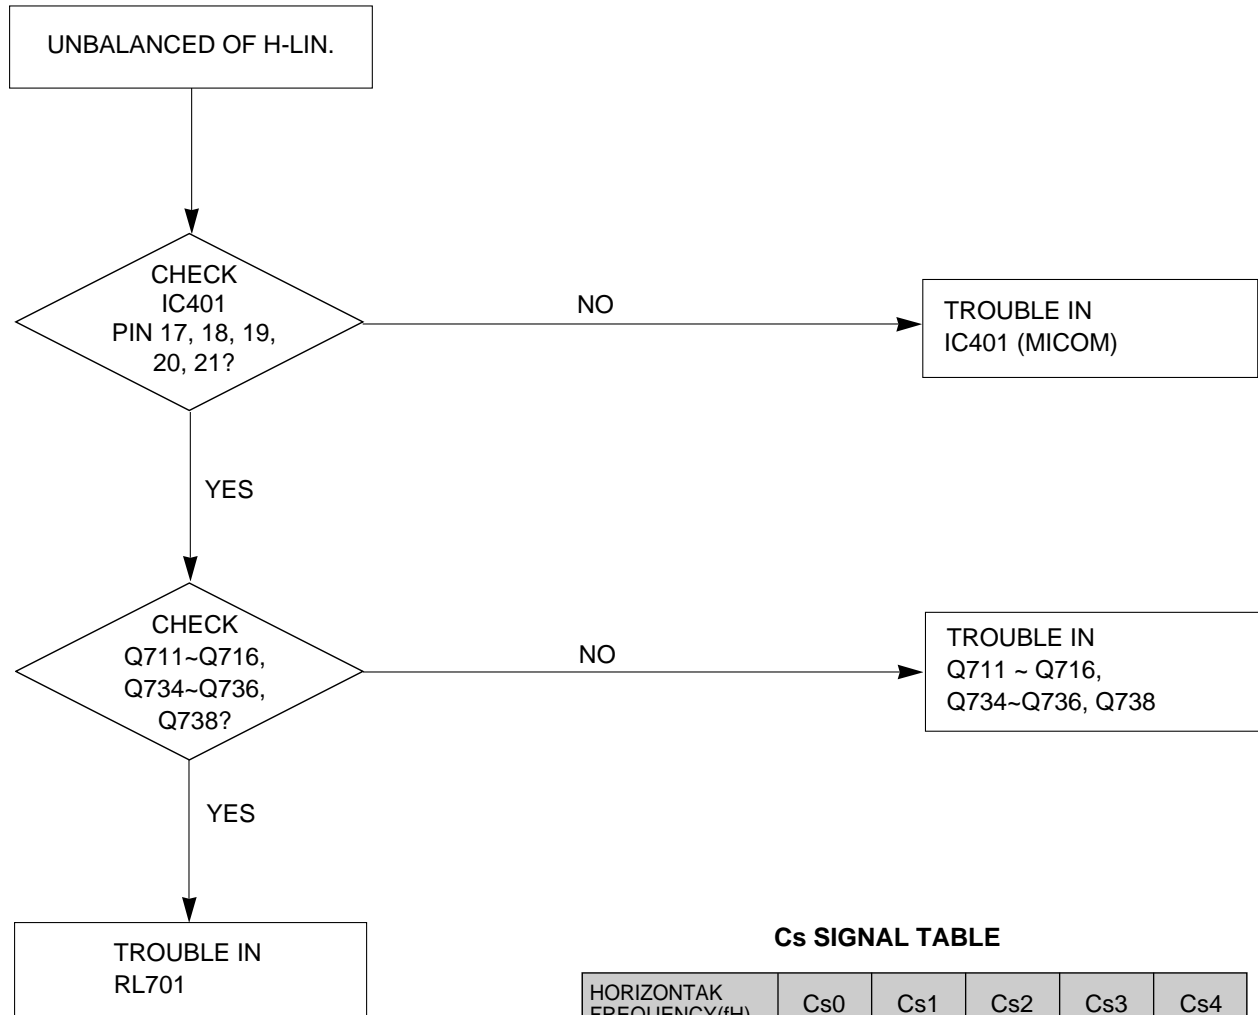 UNBALANCED OF H-LIN.
CHECK
IC401
PIN 17, 18, 19,
20, 21?
NO
TROUBLE IN
IC401 (MICOM)
YES
CHECK
Q711~Q716,
Q734~Q736,
Q738?
NO
TROUBLE IN
Q711 ~ Q716,
Q734~Q736, Q738
YES
TROUBLE IN
RL701
Cs SIGNAL TABLE
HORIZONTAK
FREQUENCY(fH)
Cs0
Cs1
Cs2
Cs3
Cs4